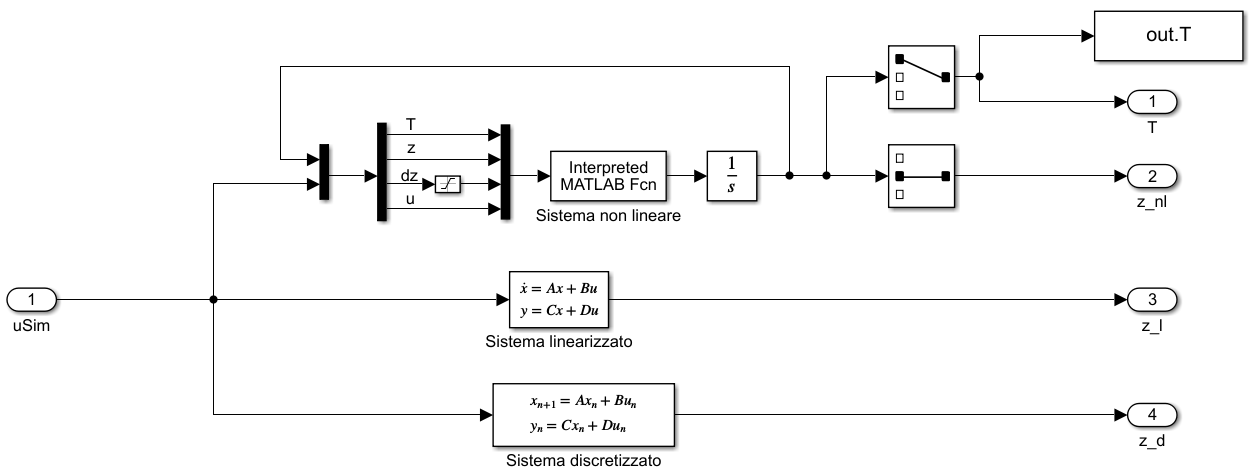 out.T
1
T
T
z
dz
u
Interpreted
MATLAB Fcn
1
s
2
z_nl
Sistema non lineare
1
uSim
ẋ = Ax + Bu
y = Cx + Du
3
z_l
Sistema linearizzato
xₙ₊₁ = Axₙ + Buₙ
yₙ = Cxₙ + Duₙ
4
z_d
Sistema discretizzato